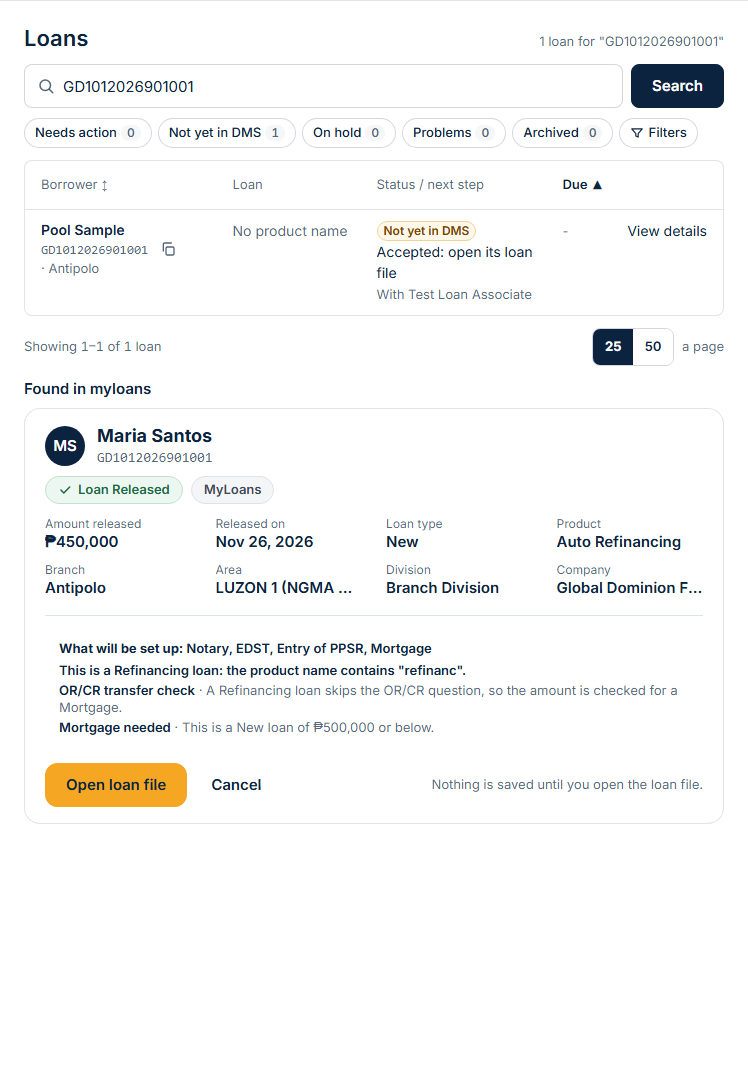 Loans
1 loan for "GD1012026901001"
GD1012026901001
Search
Needs action 0
Not yet in DMS 1
On hold 0
Problems 0
Archived 0
Filters
Borrower ↕
Loan
Status / next step
Due ▲
Pool Sample
GD1012026901001
· Antipolo
No product name
Not yet in DMS
Accepted: open its loan
file
With Test Loan Associate
-
View details
Showing 1–1 of 1 loan
25
50
a page
Found in myloans
MS
Maria Santos
GD1012026901001
✓ Loan Released
MyLoans
Amount released
₱450,000
Released on
Nov 26, 2026
Loan type
New
Product
Auto Refinancing
Branch
Antipolo
Area
LUZON 1 (NGMA ...
Division
Branch Division
Company
Global Dominion F...
What will be set up: Notary, EDST, Entry of PPSR, Mortgage
This is a Refinancing loan: the product name contains "refinanc".
OR/CR transfer check · A Refinancing loan skips the OR/CR question, so the amount is checked for a
Mortgage.
Mortgage needed · This is a New loan of ₱500,000 or below.
Open loan file
Cancel
Nothing is saved until you open the loan file.